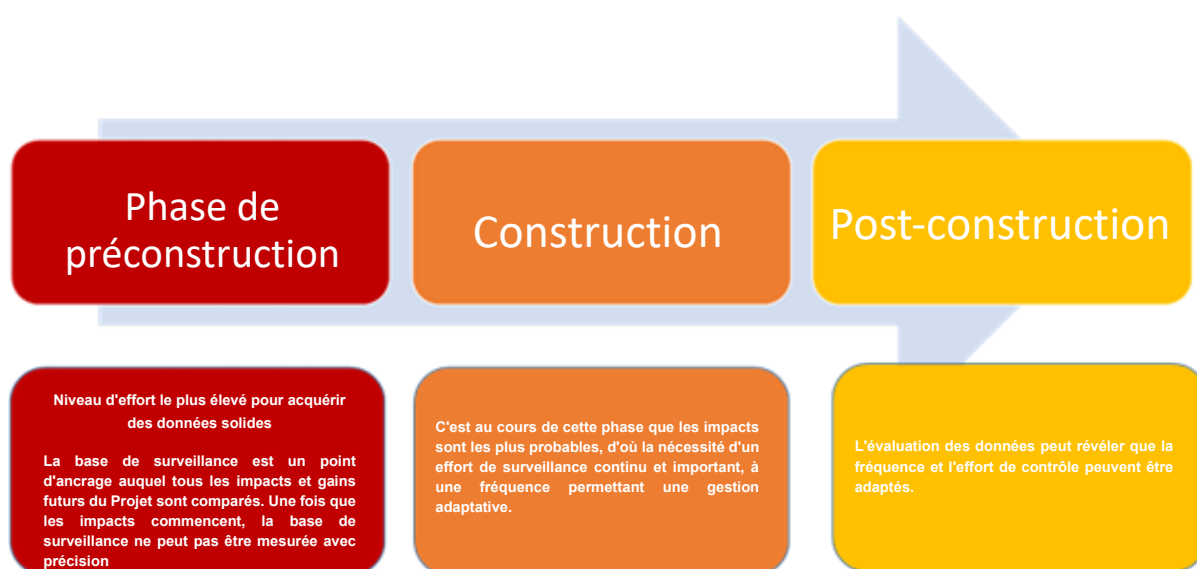 Phase de
préconstruction
Construction
Post-construction
Niveau d'effort le plus élevé pour acquérir
des données solides
La base de surveillance est un point
d'ancrage auquel tous les impacts et gains
futurs du Projet sont comparés. Une fois que
les impacts commencent, la base de
surveillance ne peut pas être mesurée avec
précision
C'est au cours de cette phase que les impacts
sont les plus probables, d'où la nécessité d'un
effort de surveillance continu et important, à
une fréquence permettant une gestion
adaptative.
L'évaluation des données peut révéler que la
fréquence et l'effort de contrôle peuvent être
adaptés.